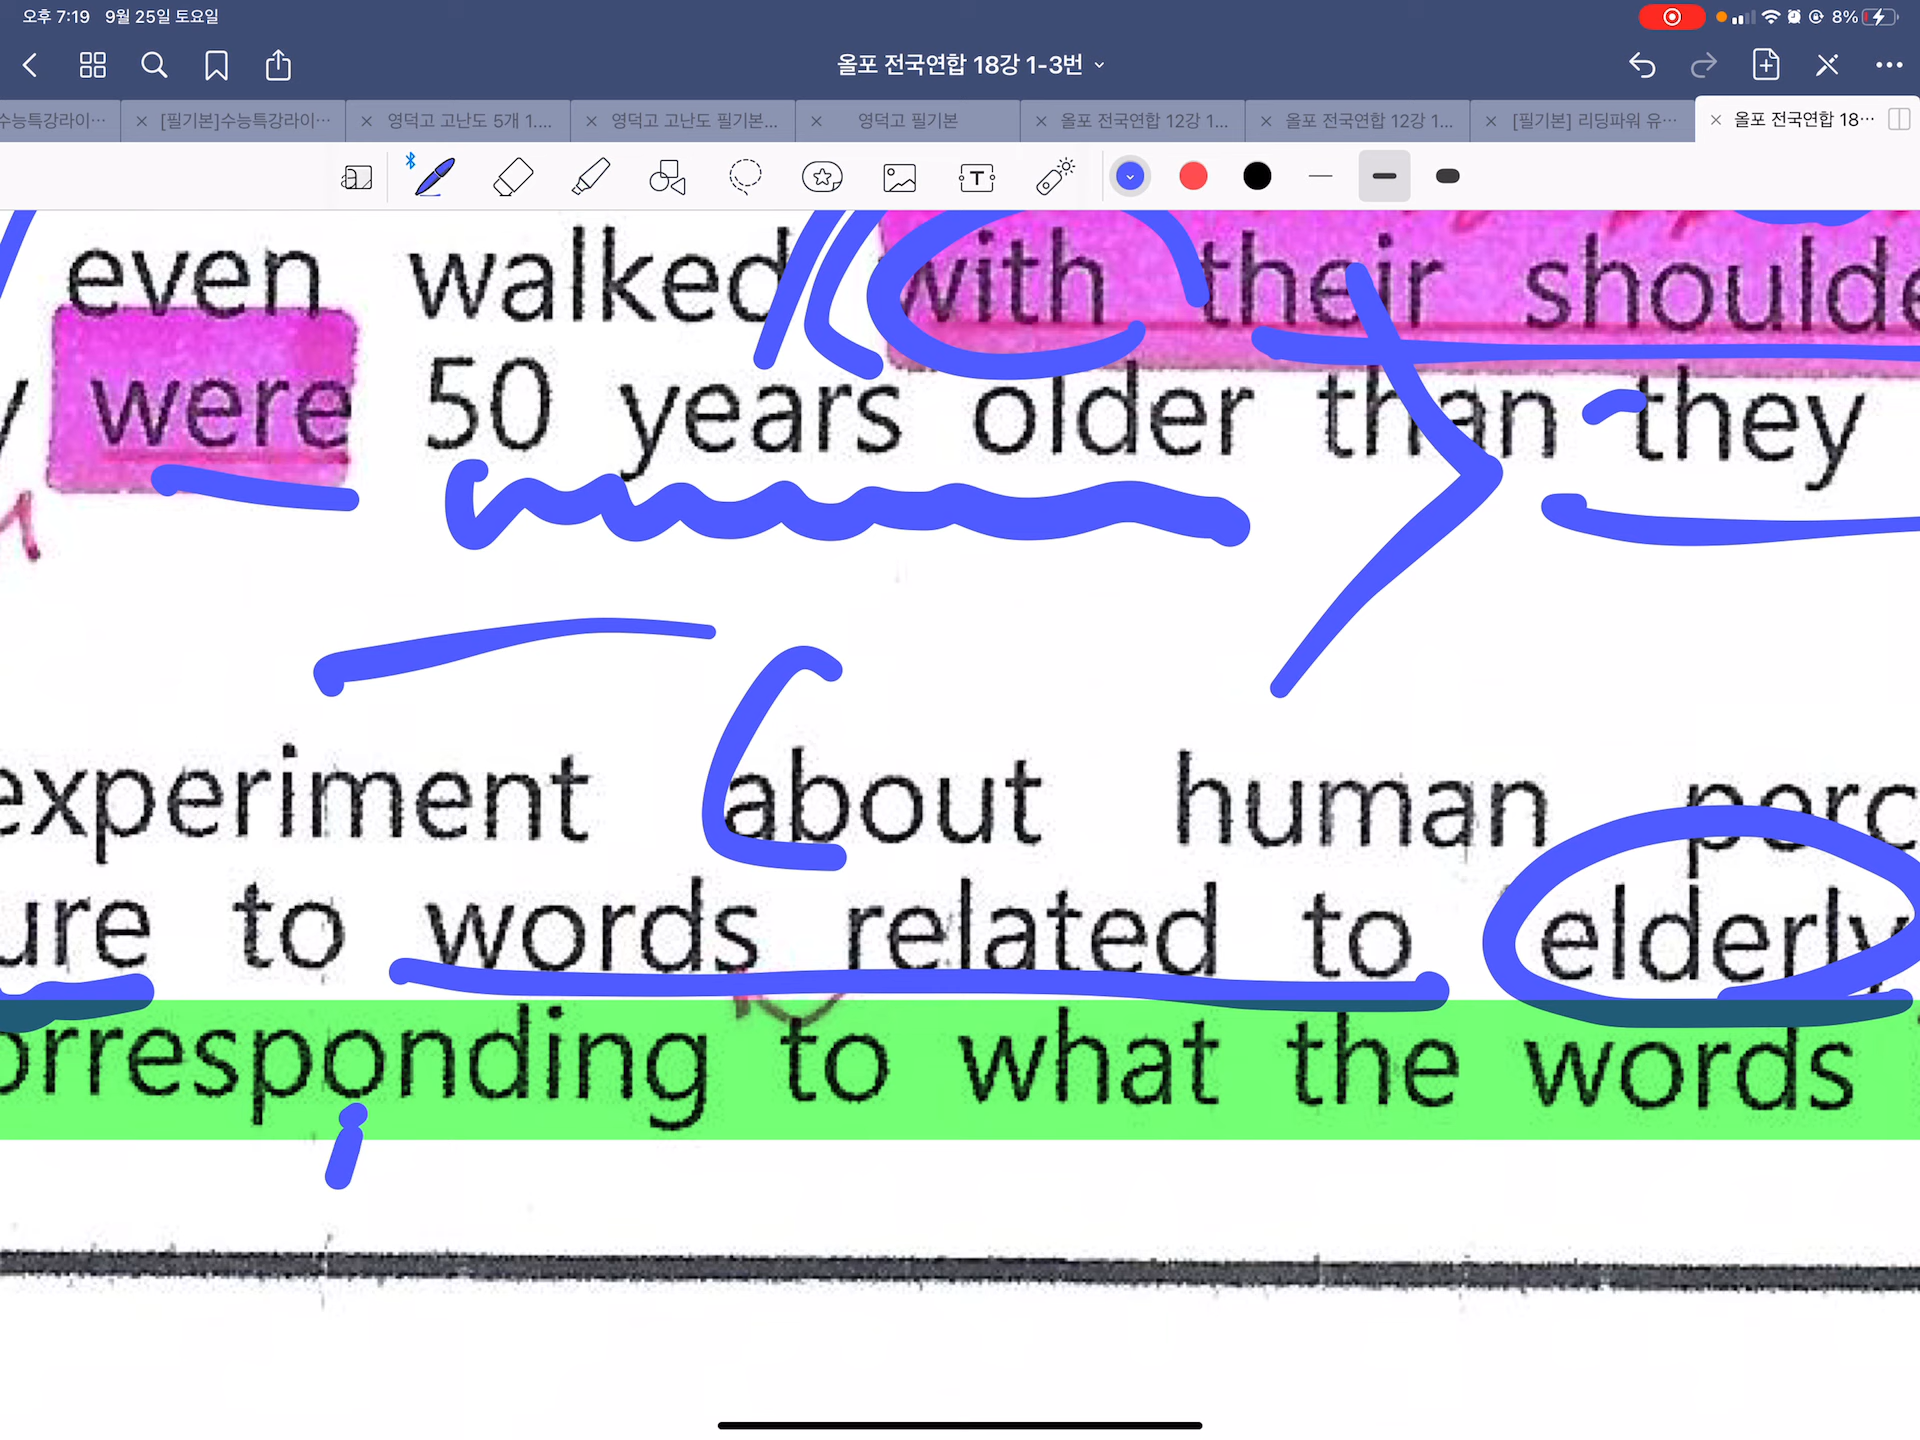 오후 7:19 9월 25일 토요일
8%
올포 전국연합 18강 1-3번
수능특강라이…
[필기본]수능특강라이…
영덕고 고난도 5개 1....
영덕고 고난도 필기본...
영덕고 필기본
올포 전국연합 12강 1...
올포 전국연합 12강 1...
[필기본] 리딩파워 유…
올포 전국연합 18…
even walked with their shoulde
y were 50 years older than they
experiment about human perc
ure to words related to elderly
orresponding to what the words